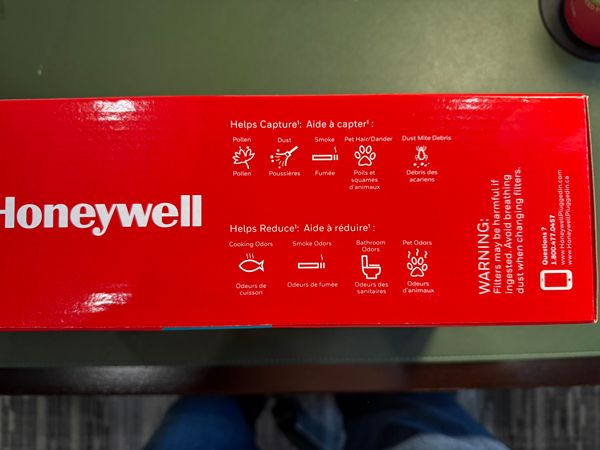 Honeywell
Helps Capture¹: Aide à capter¹ :
Pollen
Pollen
Dust
Poussières
Smoke
Fumée
Pet Hair/Dander
Poils et
squames
d'animaux
Dust Mite Debris
Débris des
acariens
Helps Reduce¹: Aide à réduire¹ :
Cooking Odors
Odeurs de
cuisson
Smoke Odors
Odeurs de fumée
Bathroom
Odors
Odeurs des
sanitaires
Pet Odors
Odeurs
d'animaux
WARNING:
Filters may be harmful if
ingested. Avoid breathing
dust when changing filters.
Questions ?
1.800.477.0457
www.HoneywellPluggedIn.com
www.HoneywellPluggedIn.ca